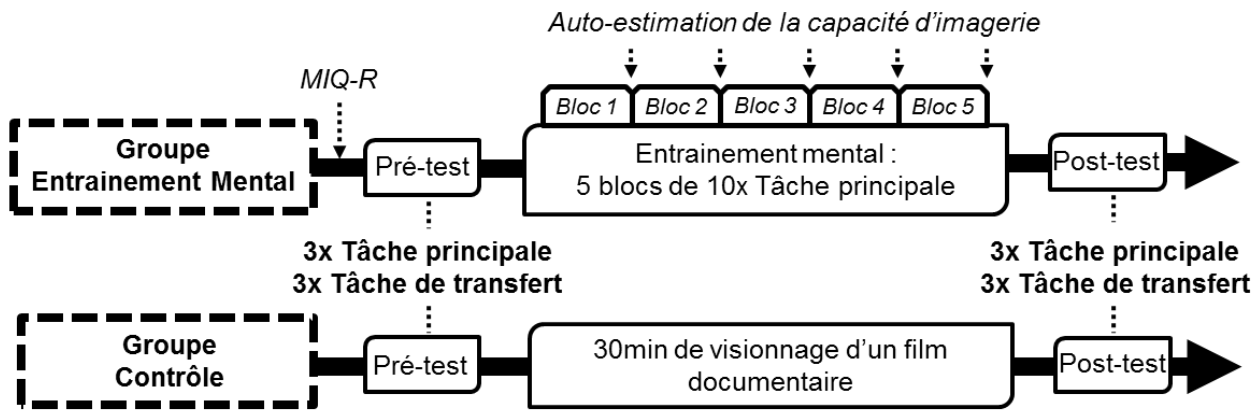 Auto-estimation de la capacité d'imagerie
MIQ-R
Bloc 1
Bloc 2
Bloc 3
Bloc 4
Bloc 5
Groupe
Entrainement Mental
Pré-test
Entrainement mental :
5 blocs de 10x Tâche principale
Post-test
3x Tâche principale
3x Tâche de transfert
3x Tâche principale
3x Tâche de transfert
Groupe
Contrôle
Pré-test
30min de visionnage d'un film
documentaire
Post-test